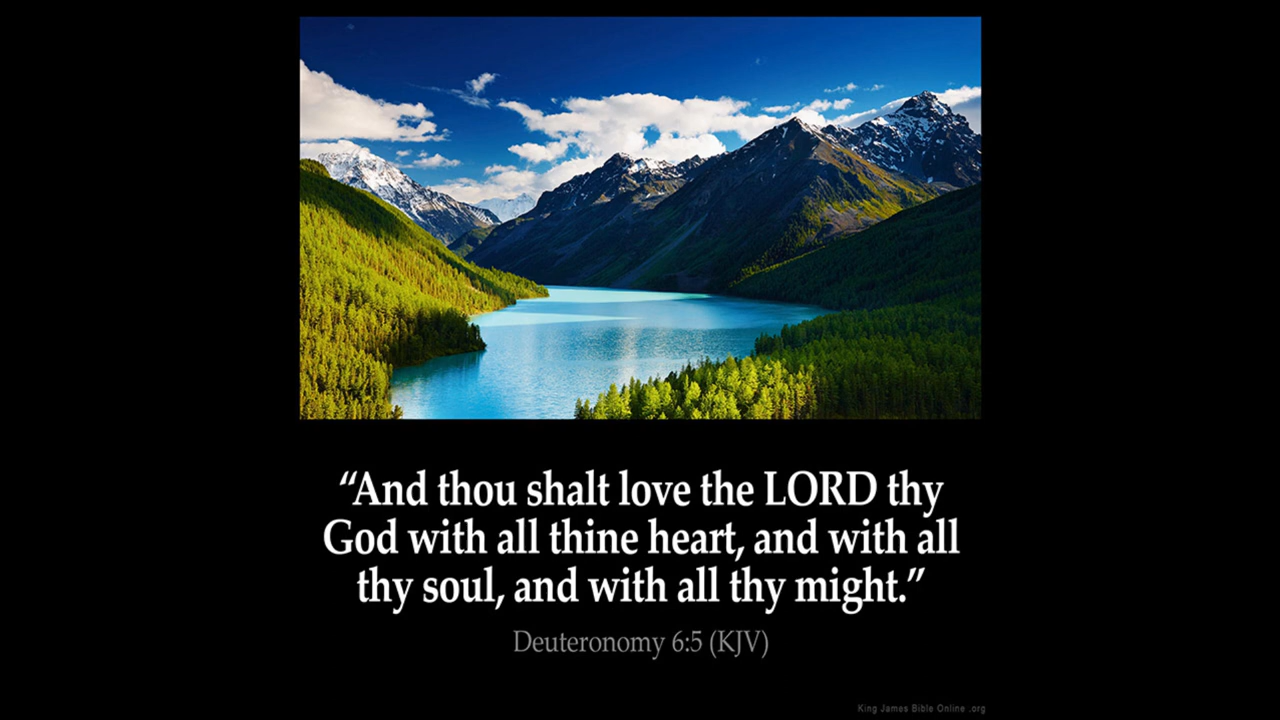 “And thou shalt love the LORD thy
God with all thine heart, and with all
thy soul, and with all thy might.”
Deuteronomy 6:5 (KJV)
King James Bible Online .org